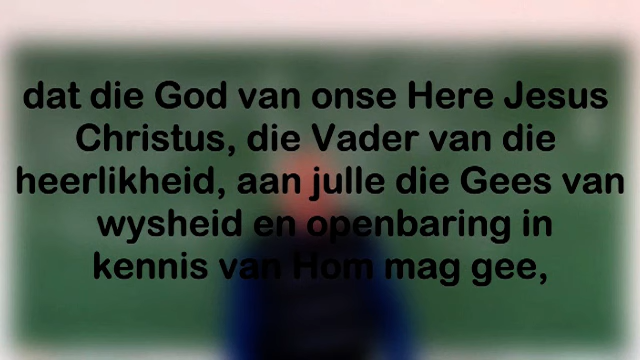 dat die God van onse Here Jesus
Christus, die Vader van die
heerlikheid, aan julle die Gees van
wysheid en openbaring in
kennis van Hom mag gee,